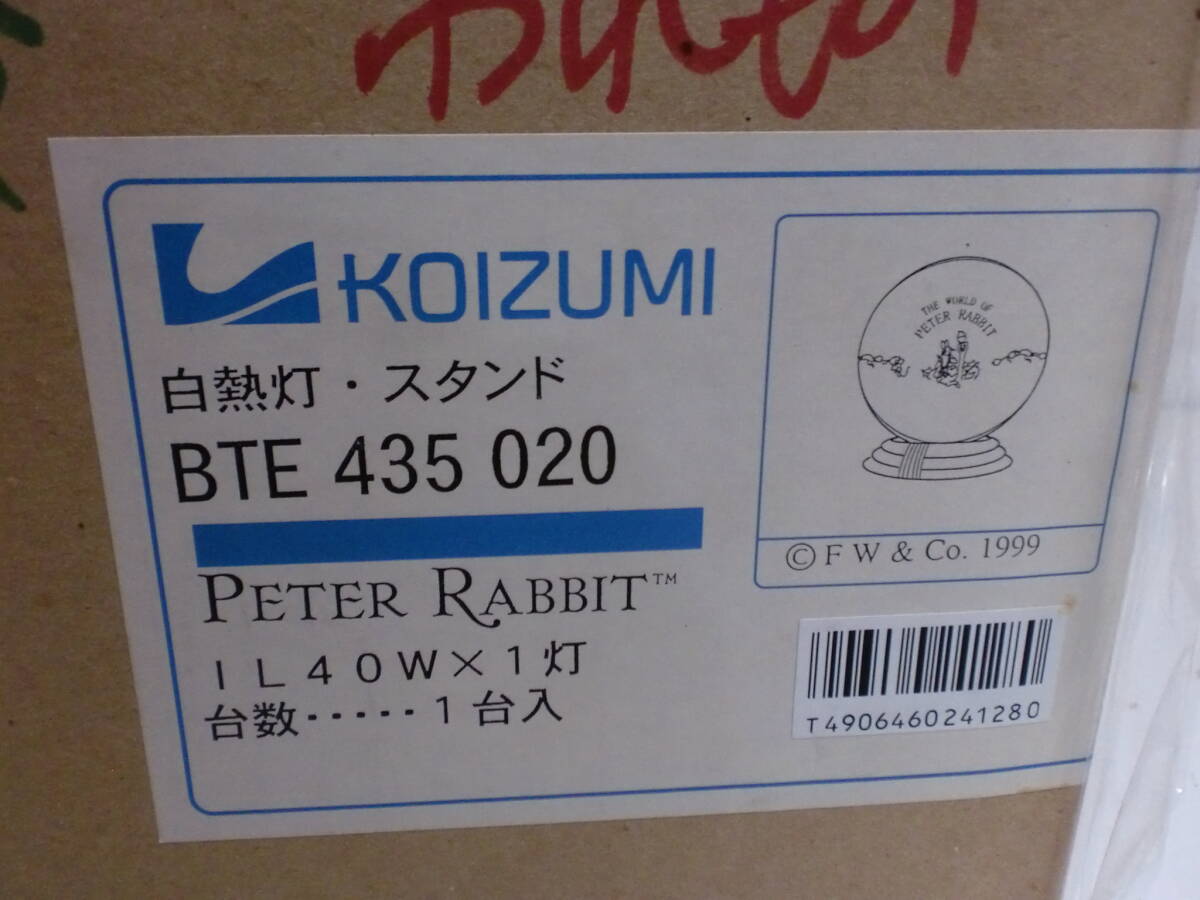 KOIZUMI
白熱灯・スタンド
BTE 435 020
PETER RABBIT™
IL40W×1灯
台数・・・・・1台入
THE WORLD OF
PETER RABBIT
©F W & Co. 1999
T4906460241280